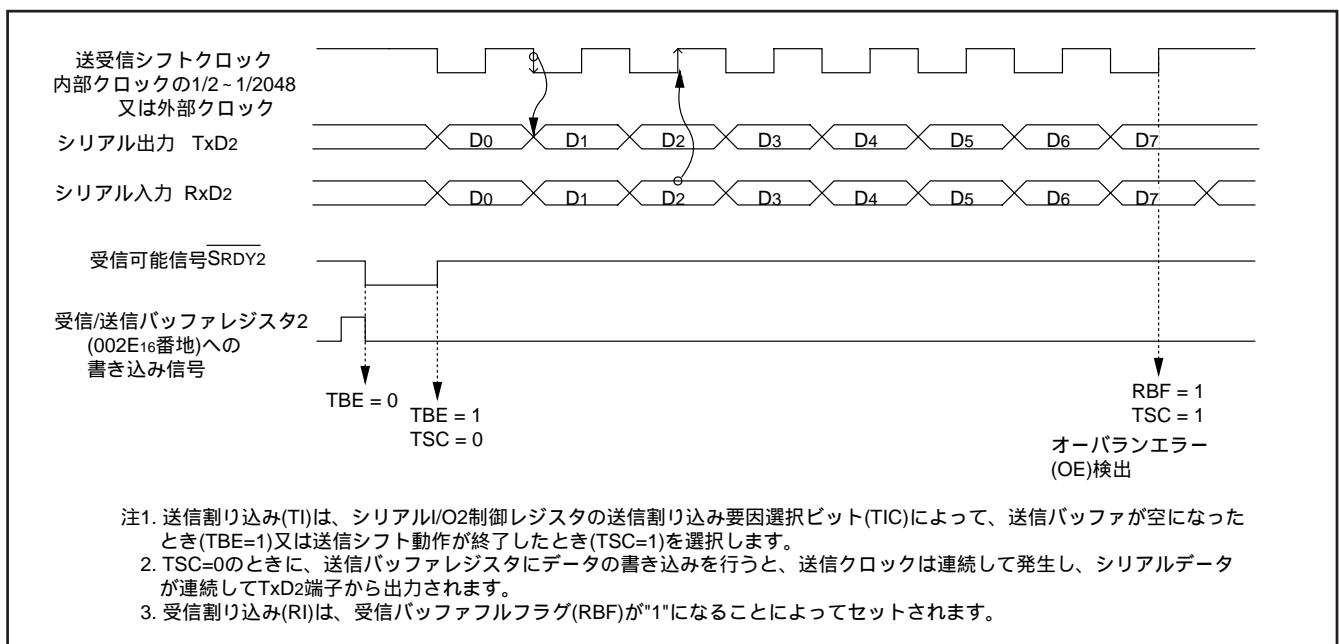 送受信シフトクロック
内部クロックの1/2~1/2048
又は外部クロック
シリアル出力 TxD2
D0 D1 D2 D3 D4 D5 D6 D7
シリアル入力 RxD2
D0 D1 D2 D3 D4 D5 D6 D7
受信可能信号SRDY2
受信/送信バッファレジスタ2
(002E16番地)への
書き込み信号
TBE = 0
TBE = 1
TSC = 0
RBF = 1
TSC = 1
オーバランエラー
(OE)検出
注1. 送信割り込み(TI)は、シリアルI/O2制御レジスタの送信割り込み要因選択ビット(TIC)によって、送信バッファが空になった
とき(TBE=1)又は送信シフト動作が終了したとき(TSC=1)を選択します。
2. TSC=0のときに、送信バッファレジスタにデータの書き込みを行うと、送信クロックは連続して発生し、シリアルデータ
が連続してTxD2端子から出力されます。
3. 受信割り込み(RI)は、受信バッファフルフラグ(RBF)が"1"になることによってセットされます。